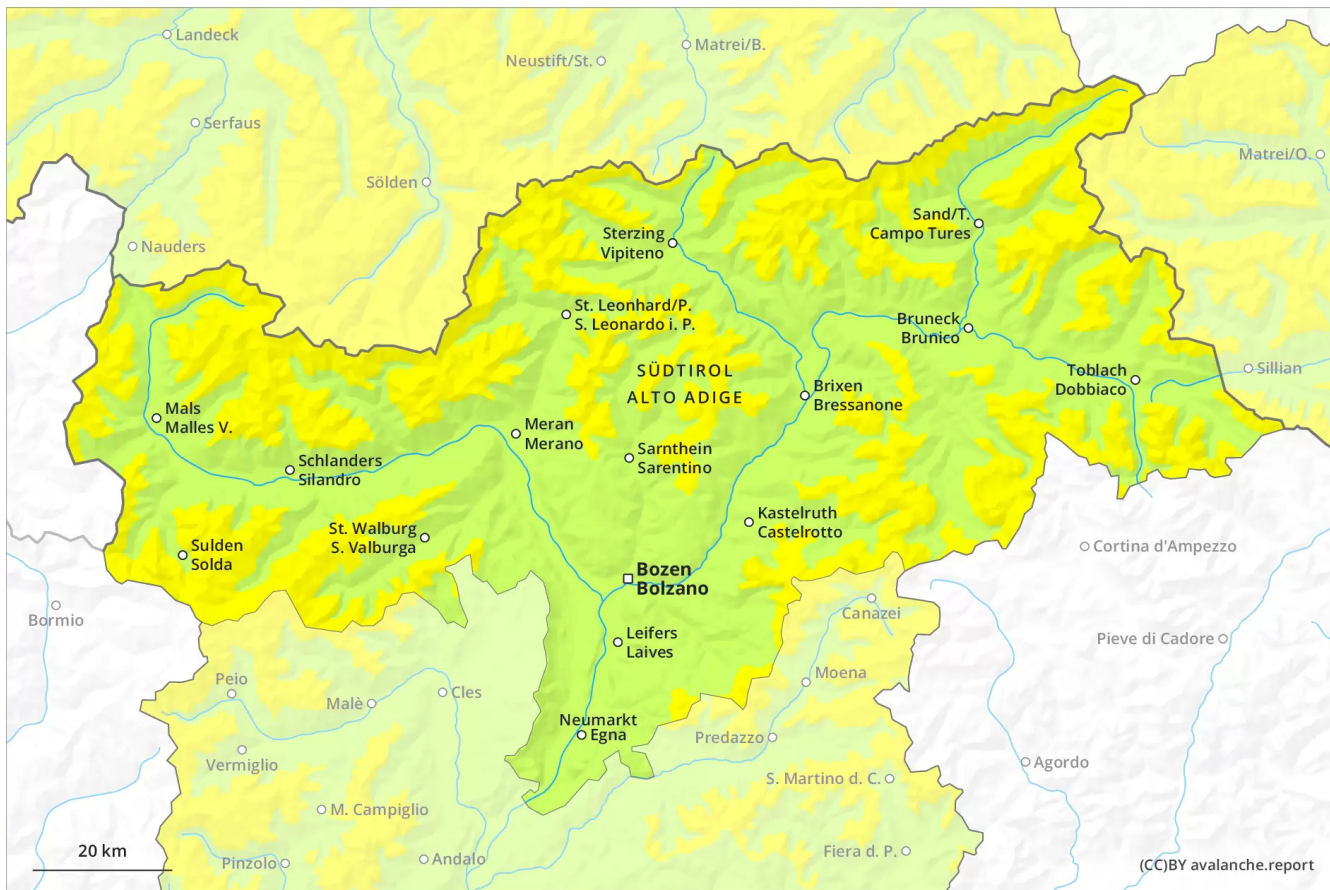 Landeck
Matrei/B.
Neustift/St.
Serfaus
Matrei/O.
Sölden
Sand/T.
Campo Tures
Nauders
Sterzing
Vipiteno
St. Leonhard/P.
S. Leonardo i. P.
Bruneck
Brunico
SÜDTIROL
ALTO ADIGE
Toblach
Dobbiaco
Sillian
Brixen
Bressanone
Mals
Malles V.
Meran
Merano
Schlanders
Silandro
Sarnthein
Sarentino
Kastelruth
Castelrotto
St. Walburg
S. Valburga
Sulden
Solda
Cortina d'Ampezzo
Bozen
Bolzano
Bormio
Canazei
Leifers
Laives
Pieve di Cadore
Peio
Malè
Cles
Moena
Neumarkt
Egna
Predazzo
Vermiglio
Agordo
S. Martino d. C.
M. Campiglio
20 km
Pinzolo
Andalo
Fiera d. P.
(CC)BY avalanche.report